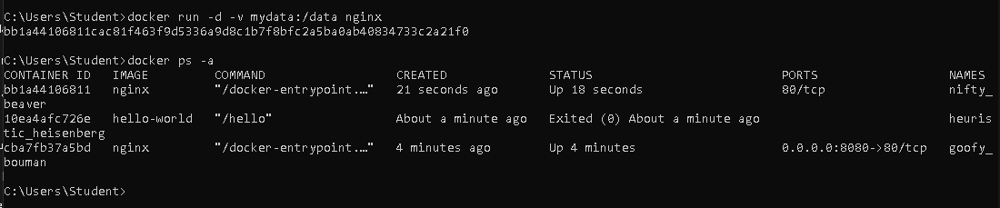 C:\Users\Student>docker run -d -v mydata:/data nginx
bb1a44106811cac81f463f9d5336a9d8c1b7f8bfc2a5ba0ab40834733c2a21f0
C:\Users\Student>docker ps -a
CONTAINER ID   IMAGE         COMMAND                  CREATED              STATUS                          PORTS                  NAMES
bb1a44106811   nginx         "/docker-entrypoint.…"   21 seconds ago       Up 18 seconds                   80/tcp                 nifty_
beaver
10ea4afc726e   hello-world   "/hello"                 About a minute ago   Exited (0) About a minute ago                          heuris
tic_heisenberg
cba7fb37a5bd   nginx         "/docker-entrypoint.…"   4 minutes ago        Up 4 minutes                    0.0.0.0:8080->80/tcp   goofy_
bouman
C:\Users\Student>